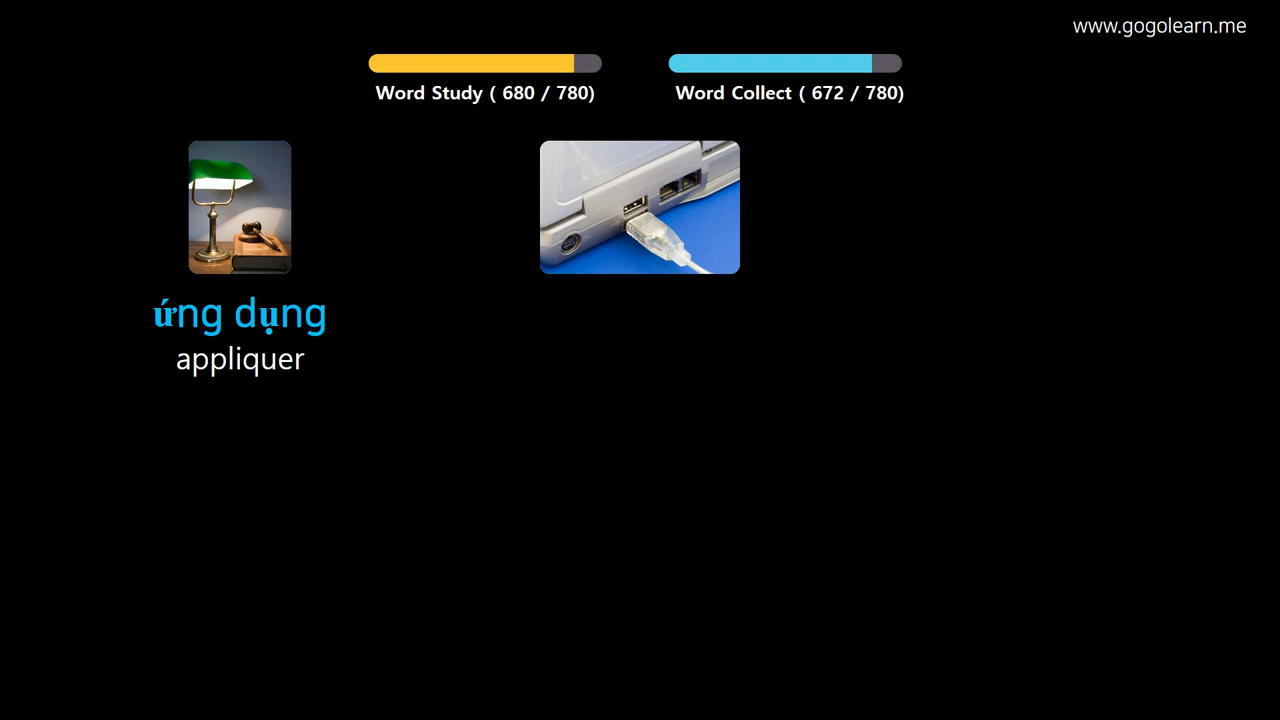 www.gogolearn.me
Word Study ( 680 / 780)
Word Collect ( 672 / 780)
ứng dụng
appliquer